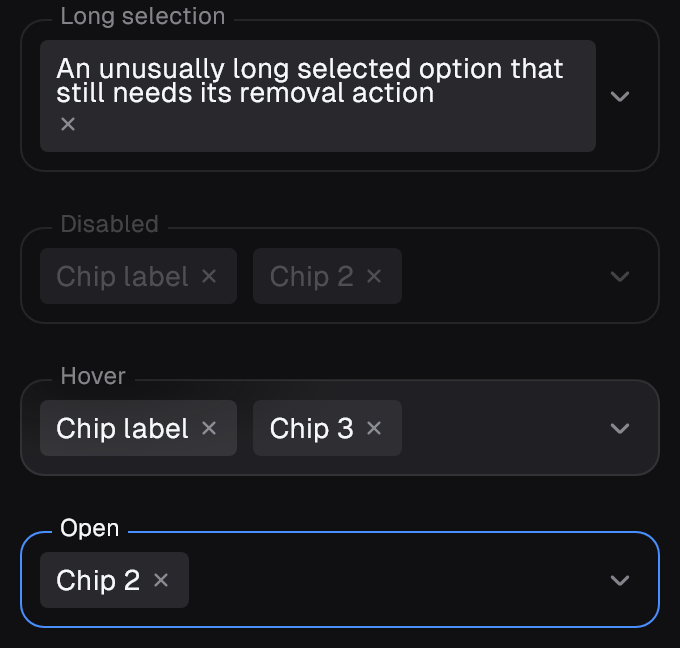 Long selection
An unusually long selected option that
still needs its removal action
Disabled
Chip label Chip 2
Hover
Chip label Chip 3
Open
Chip 2